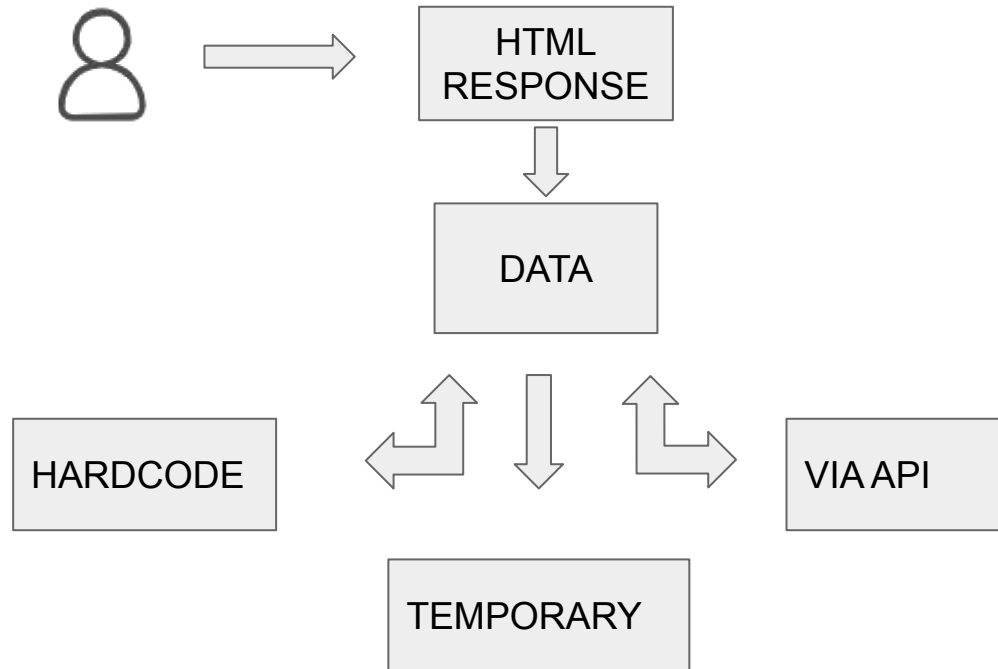 HTML
RESPONSE
DATA
HARDCODE
VIA API
TEMPORARY